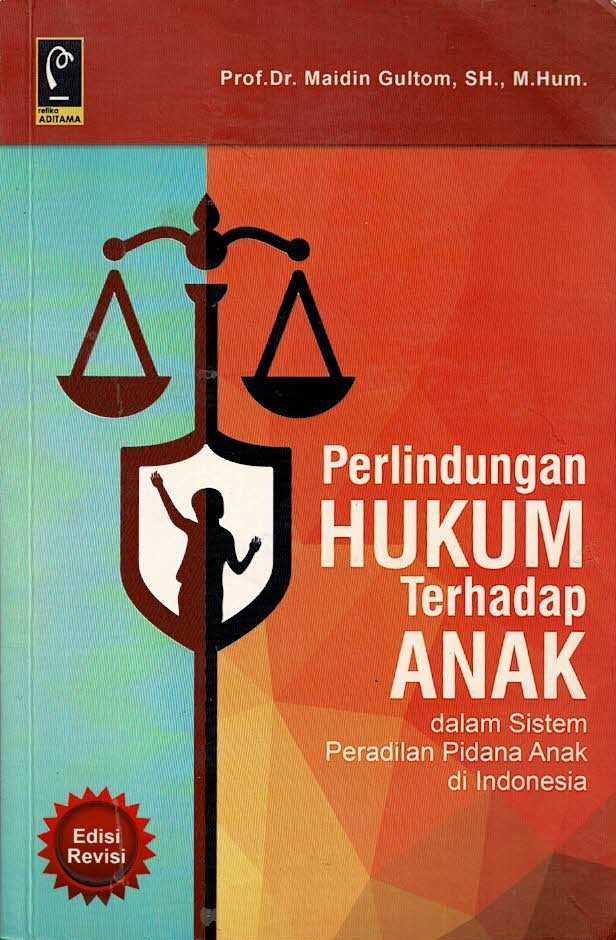 refika
ADITAMA
Prof.Dr. Maidin Gultom, SH., M.Hum.
Perlindungan
HUKUM
Terhadap
ANAK
dalam Sistem
Peradilan Pidana Anak
di Indonesia
Edisi
Revisi